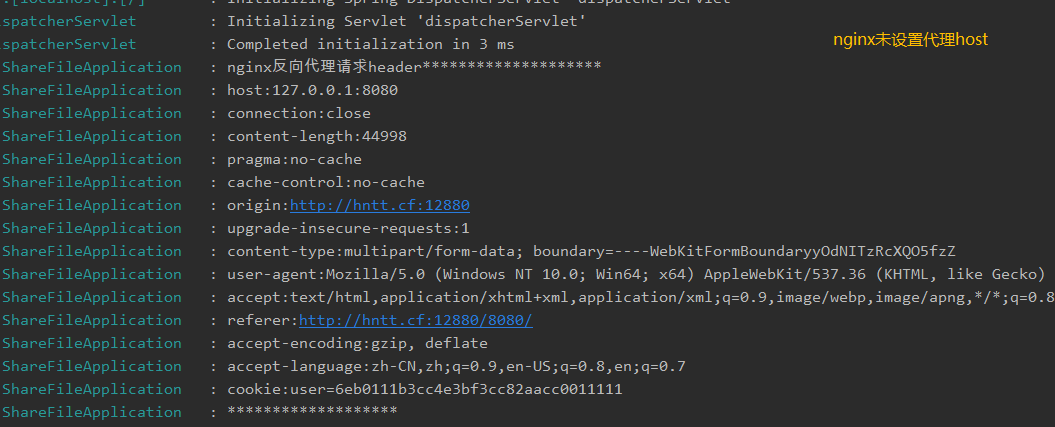 .[localhost].[/] : Initializing Spring DispatcherServlet 'dispatcherServlet'
spatcherServlet : Initializing Servlet 'dispatcherServlet'
spatcherServlet : Completed initialization in 3 ms
nginx未设置代理host
ShareFileApplication : nginx反向代理请求header********************
ShareFileApplication : host:127.0.0.1:8080
ShareFileApplication : connection:close
ShareFileApplication : content-length:44998
ShareFileApplication : pragma:no-cache
ShareFileApplication : cache-control:no-cache
ShareFileApplication : origin:http://hntt.cf:12880
ShareFileApplication : upgrade-insecure-requests:1
ShareFileApplication : content-type:multipart/form-data; boundary=----WebKitFormBoundaryyOdNITzRcXQO5fzZ
ShareFileApplication : user-agent:Mozilla/5.0 (Windows NT 10.0; Win64; x64) AppleWebKit/537.36 (KHTML, like Gecko)
ShareFileApplication : accept:text/html,application/xhtml+xml,application/xml;q=0.9,image/webp,image/apng,*/*;q=0.8
ShareFileApplication : referer:http://hntt.cf:12880/8080/
ShareFileApplication : accept-encoding:gzip, deflate
ShareFileApplication : accept-language:zh-CN,zh;q=0.9,en-US;q=0.8,en;q=0.7
ShareFileApplication : cookie:user=6eb0111b3cc4e3bf3cc82aacc0011111
ShareFileApplication : *******************